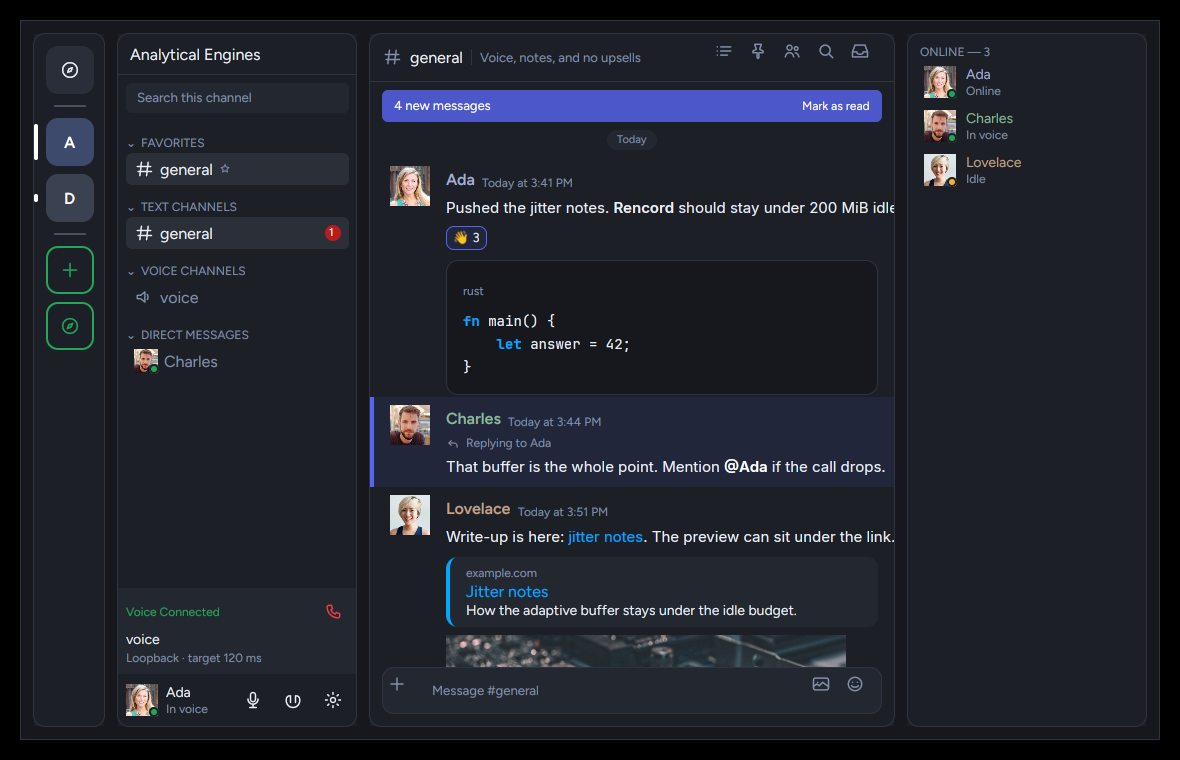 Analytical Engines
Search this channel
A
D
FAVORITES
# general
TEXT CHANNELS
# general 1
VOICE CHANNELS
voice
DIRECT MESSAGES
Charles
Voice Connected
voice
Loopback · target 120 ms
Ada
In voice
# general Voice, notes, and no upsells
4 new messages Mark as read
Today
Ada Today at 3:41 PM
Pushed the jitter notes. Rencord should stay under 200 MiB idle
👋 3
rust
fn main() {
    let answer = 42;
}
Charles Today at 3:44 PM
Replying to Ada
That buffer is the whole point. Mention @Ada if the call drops.
Lovelace Today at 3:51 PM
Write-up is here: jitter notes. The preview can sit under the link.
example.com
Jitter notes
How the adaptive buffer stays under the idle budget.
Message #general
ONLINE — 3
Ada
Online
Charles
In voice
Lovelace
Idle